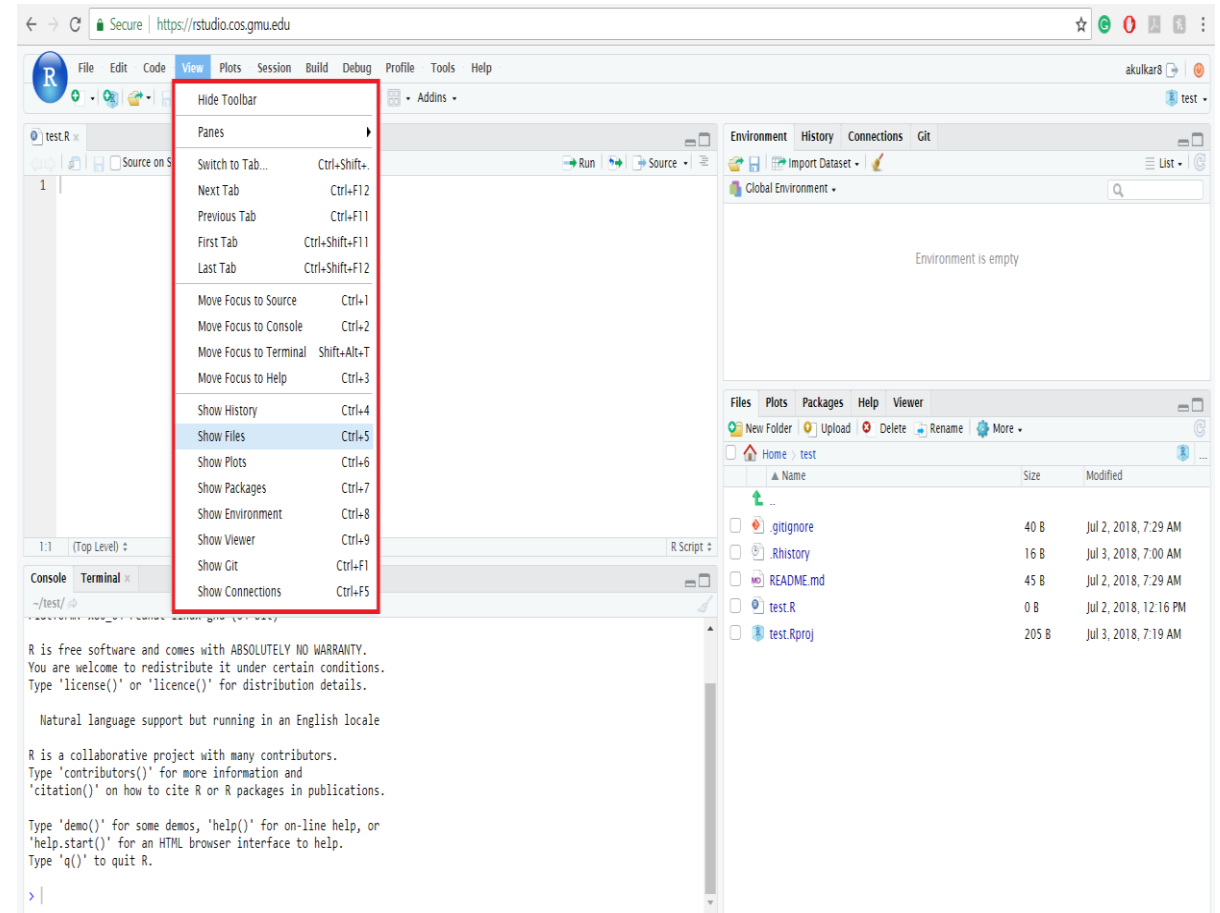 Secure | https://rstudio.cos.gmu.edu
R File Edit Code View Plots Session Build Debug Profile Tools Help akulkar8
Addins test
test.R
Source on S Run Source
1
Hide Toolbar
Panes
Switch to Tab... Ctrl+Shift+.
Next Tab Ctrl+F12
Previous Tab Ctrl+F11
First Tab Ctrl+Shift+F11
Last Tab Ctrl+Shift+F12
Move Focus to Source Ctrl+1
Move Focus to Console Ctrl+2
Move Focus to Terminal Shift+Alt+T
Move Focus to Help Ctrl+3
Show History Ctrl+4
Show Files Ctrl+5
Show Plots Ctrl+6
Show Packages Ctrl+7
Show Environment Ctrl+8
Show Viewer Ctrl+9
Show Git Ctrl+F1
Show Connections Ctrl+F5
1:1 (Top Level) R Script
Environment History Connections Git
Import Dataset List
Global Environment
Environment is empty
Files Plots Packages Help Viewer
New Folder Upload Delete Rename More
Home > test ...
Name Size Modified
..
.gitignore 40 B Jul 2, 2018, 7:29 AM
.Rhistory 16 B Jul 3, 2018, 7:00 AM
README.md 45 B Jul 2, 2018, 7:29 AM
test.R 0 B Jul 2, 2018, 12:16 PM
test.Rproj 205 B Jul 3, 2018, 7:19 AM
Console Terminal
~/test/
R is free software and comes with ABSOLUTELY NO WARRANTY.
You are welcome to redistribute it under certain conditions.
Type 'license()' or 'licence()' for distribution details.
Natural language support but running in an English locale
R is a collaborative project with many contributors.
Type 'contributors()' for more information and
'citation()' on how to cite R or R packages in publications.
Type 'demo()' for some demos, 'help()' for on-line help, or
'help.start()' for an HTML browser interface to help.
Type 'q()' to quit R.
>